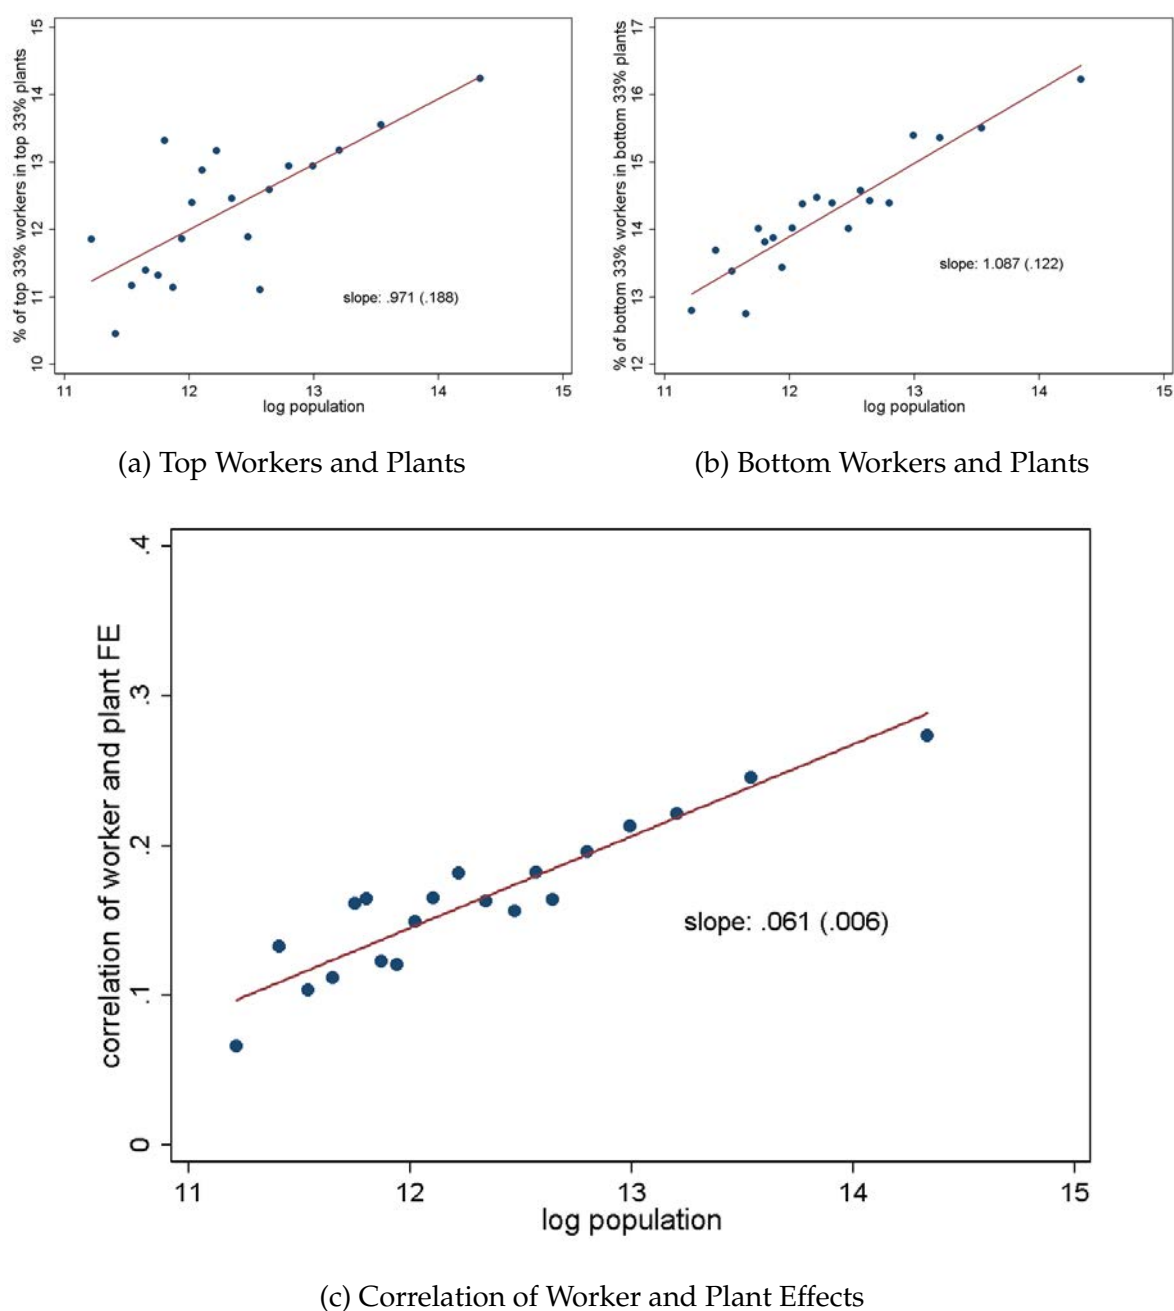 % of top 33% workers in top 33% plants
15
14
13
12
11
10
slope: .971 (.188)
11 12 13 14 15
log population
(a) Top Workers and Plants
% of bottom 33% workers in bottom 33% plants
17
16
15
14
13
12
slope: 1.087 (.122)
11 12 13 14 15
log population
(b) Bottom Workers and Plants
correlation of worker and plant FE
.4
.3
.2
.1
0
slope: .061 (.006)
11 12 13 14 15
log population
(c) Correlation of Worker and Plant Effects